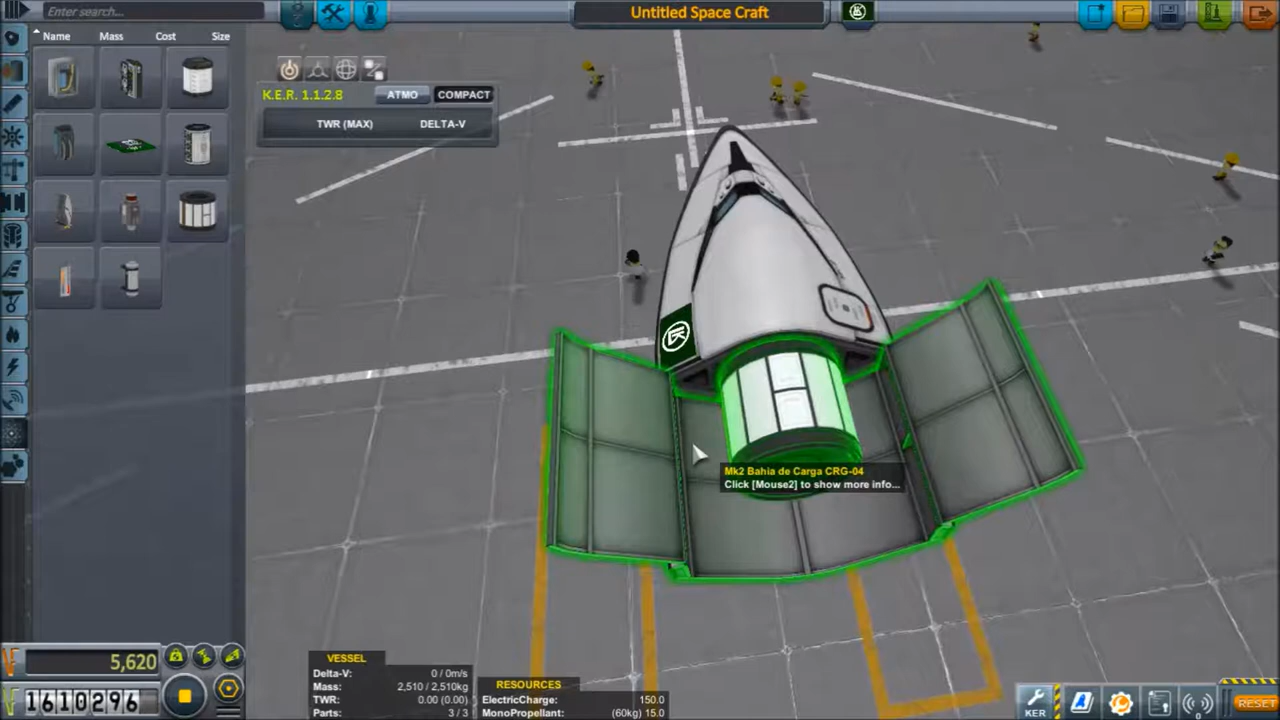 Enter search...
Untitled Space Craft
Name Mass Cost Size
K.E.R. 1.1.2.8 ATMO COMPACT
TWR (MAX) DELTA-V
Mk2 Bahia de Carga CRG-04
Click [Mouse2] to show more info...
5,620
1610296
VESSEL
Delta-V: 0 / 0m/s
Mass: 2,510 / 2,510kg
TWR: 0.00 (0.00)
Parts: 3 / 3
RESOURCES
ElectricCharge: 150.0
MonoPropellant: (60kg) 15.0
KER
0
RESET